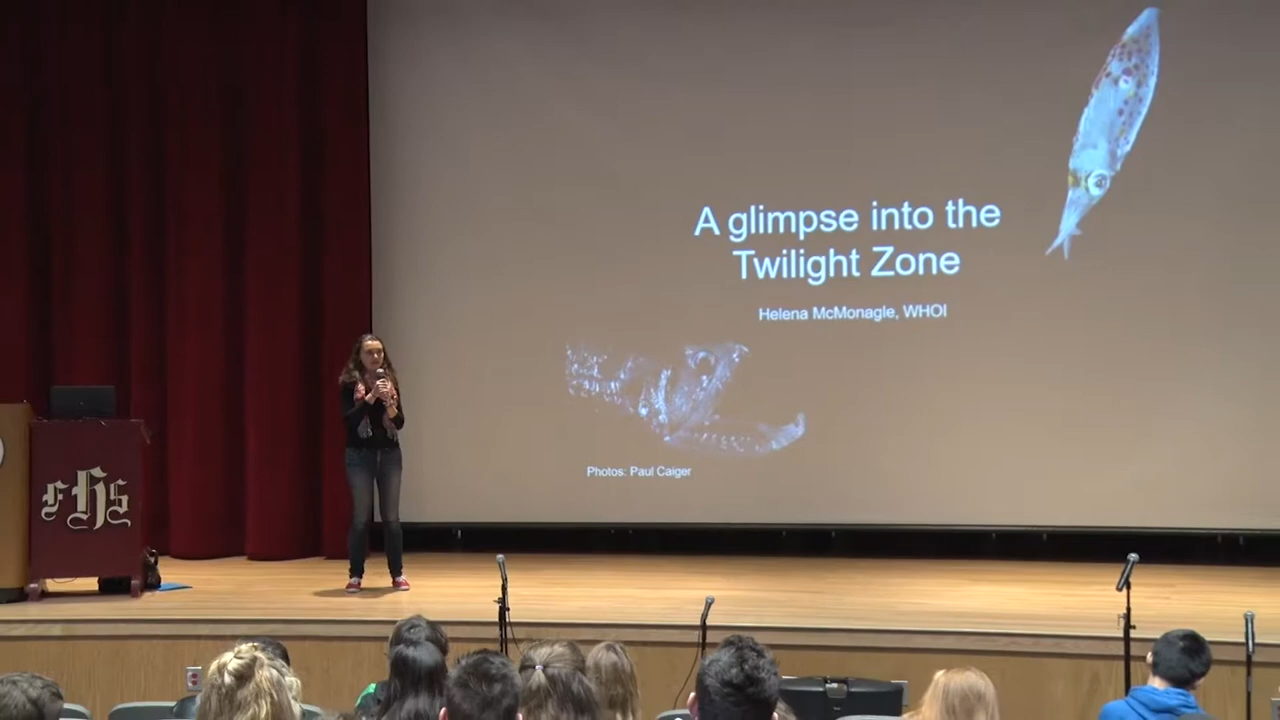 A glimpse into the
Twilight Zone
Helena McMonagle, WHOI
Photos: Paul Caiger
FHS